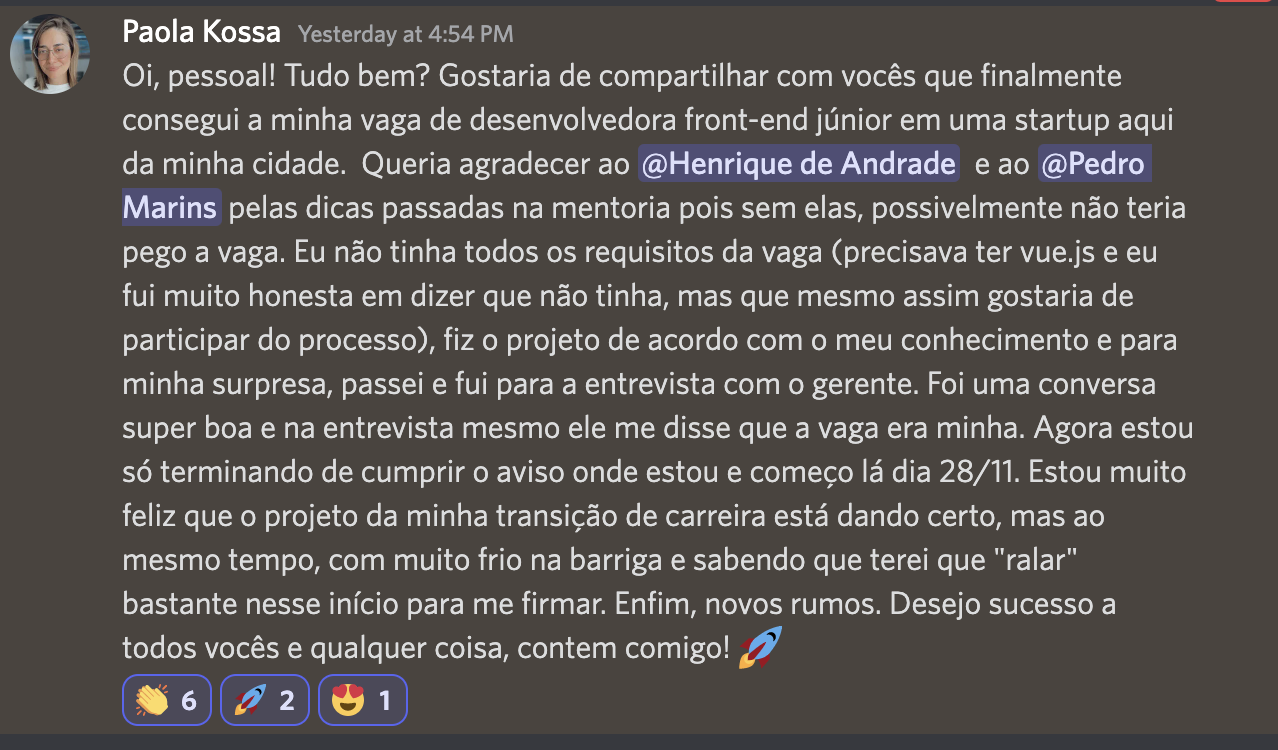 Paola Kossa Yesterday at 4:54 PM
Oi, pessoal! Tudo bem? Gostaria de compartilhar com vocês que finalmente
consegui a minha vaga de desenvolvedora front-end júnior em uma startup aqui
da minha cidade. Queria agradecer ao @Henrique de Andrade e ao @Pedro
Marins pelas dicas passadas na mentoria pois sem elas, possivelmente não teria
pego a vaga. Eu não tinha todos os requisitos da vaga (precisava ter vue.js e eu
fui muito honesta em dizer que não tinha, mas que mesmo assim gostaria de
participar do processo), fiz o projeto de acordo com o meu conhecimento e para
minha surpresa, passei e fui para a entrevista com o gerente. Foi uma conversa
super boa e na entrevista mesmo ele me disse que a vaga era minha. Agora estou
só terminando de cumprir o aviso onde estou e começo lá dia 28/11. Estou muito
feliz que o projeto da minha transição de carreira está dando certo, mas ao
mesmo tempo, com muito frio na barriga e sabendo que terei que "ralar"
bastante nesse início para me firmar. Enfim, novos rumos. Desejo sucesso a
todos vocês e qualquer coisa, contem comigo! 🚀
👏 6 🚀 2 😍 1